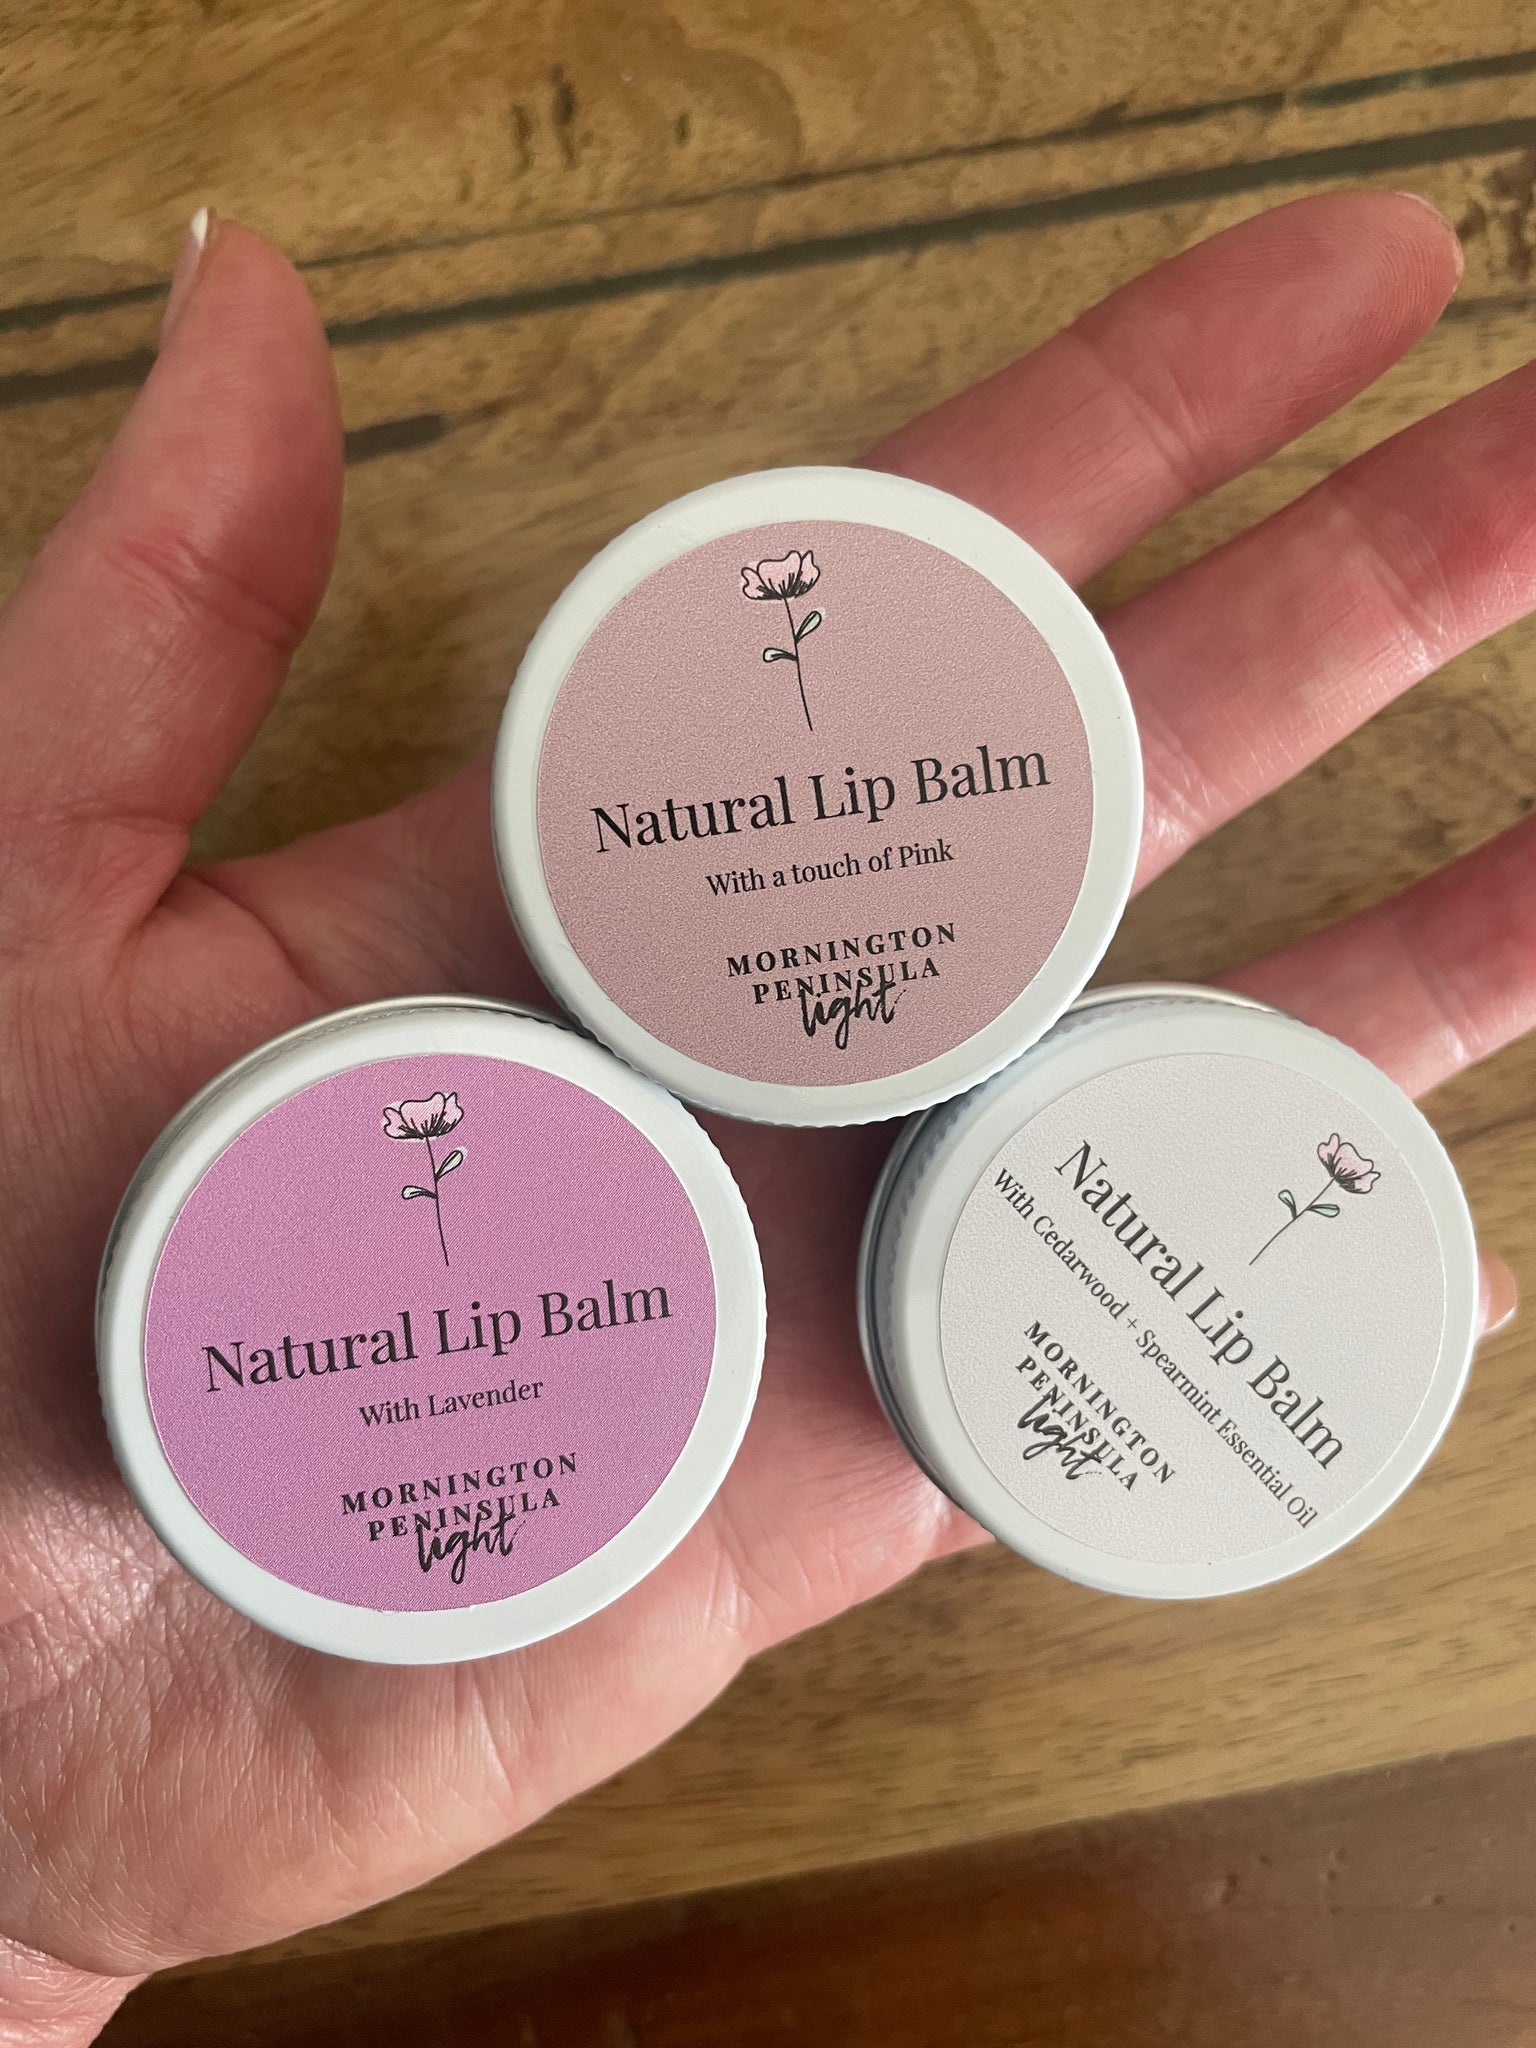 Natural Lip Balm
With a touch of Pink
MORNINGTON
PENINSULA
light
Natural Lip Balm
With Lavender
MORNINGTON
PENINSULA
light
Natural Lip Balm
With Cedarwood + Spearmint Essential Oil
MORNINGTON
PENINSULA
light